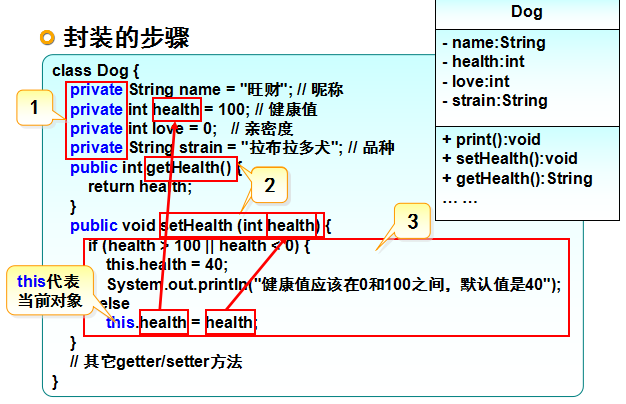 封装的步骤
class Dog {
private String name = "旺财"; // 昵称
private int health = 100; // 健康值
private int love = 0; // 亲密度
private String strain = "拉布拉多犬"; // 品种
public int getHealth() {
return health;
}
public void setHealth (int health) {
if (health > 100 || health < 0) {
this.health = 40;
System.out.println("健康值应该在0和100之间，默认值是40");
else
this.health = health;
}
// 其它getter/setter方法
}
1
2
3
this代表
当前对象
Dog
- name:String
- health:int
- love:int
- strain:String
+ print():void
+ setHealth():void
+ getHealth():String
... ...